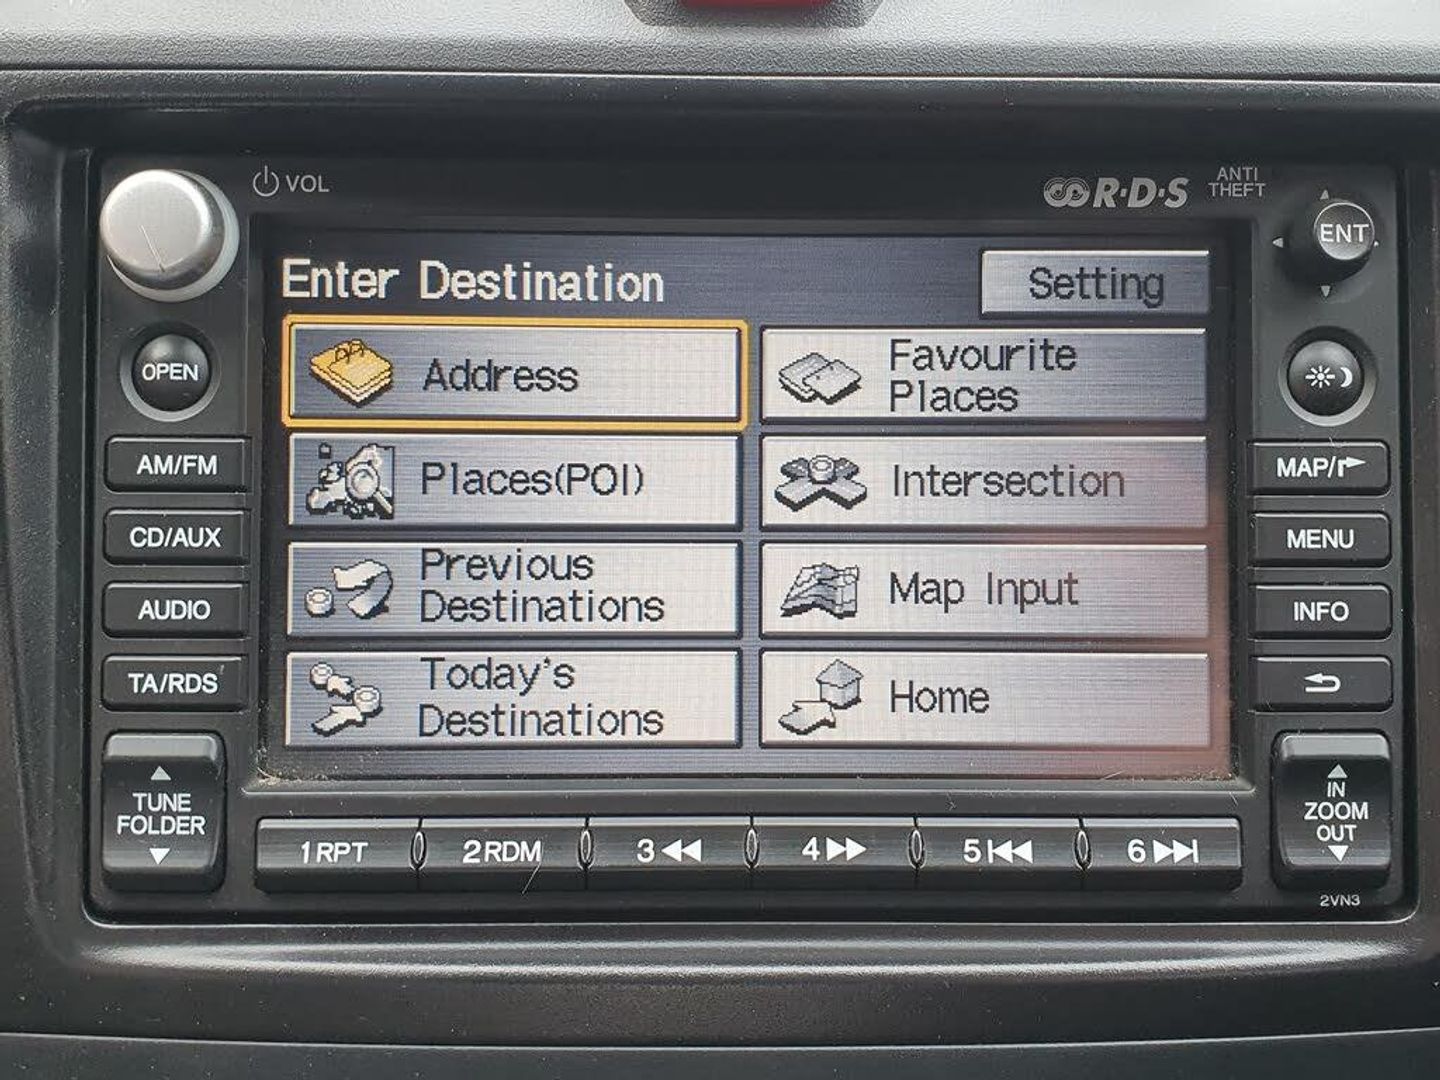 VOL
R·D·S
ANTI
THEFT
ENT
Enter Destination
Setting
OPEN
Address
Favourite
Places
AM/FM
Places(POI)
Intersection
MAP/
CD/AUX
Previous
Destinations
Map Input
MENU
AUDIO
INFO
TA/RDS
Today's
Destinations
Home
TUNE
FOLDER
IN
ZOOM
OUT
1RPT
2RDM
3◀◀
4▶▶
5|◀◀
6▶▶|
2VN3